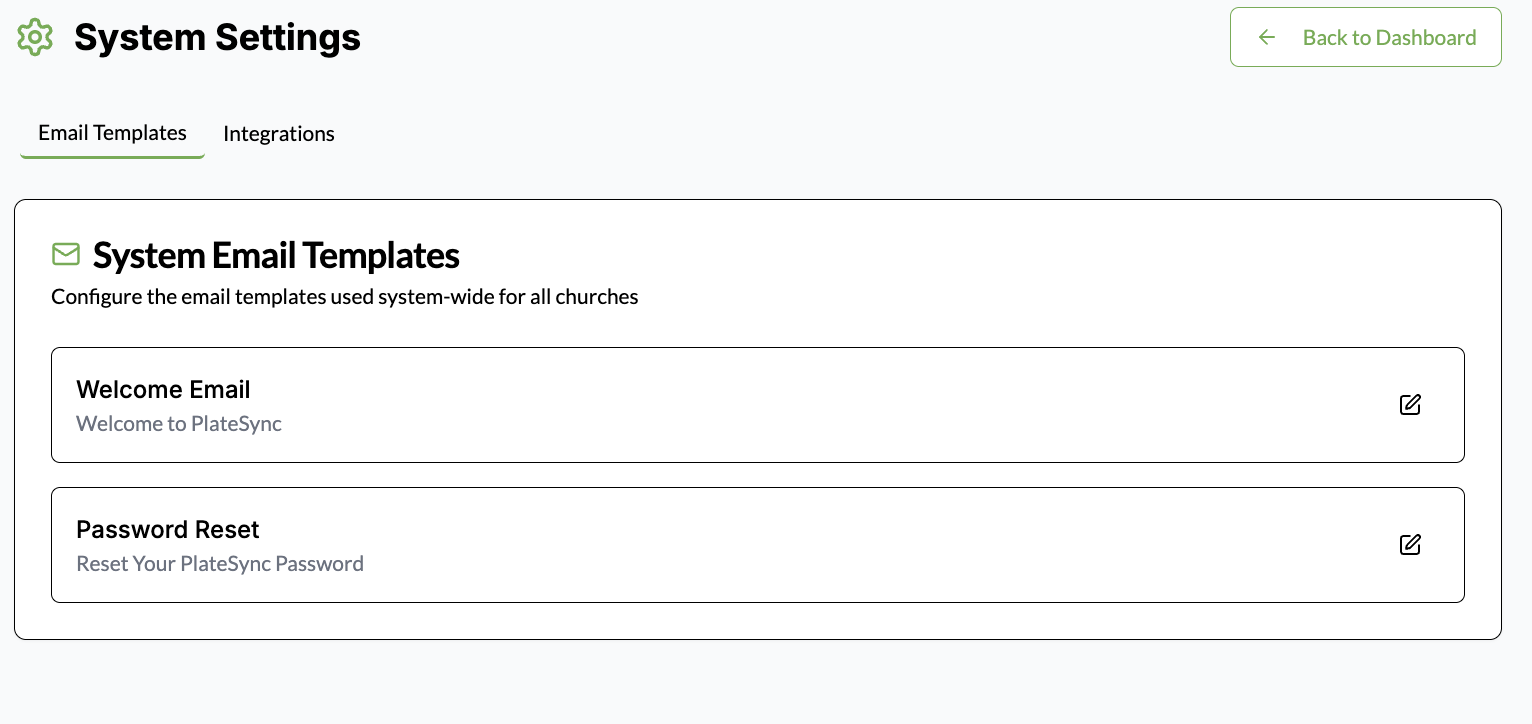 System Settings
Back to Dashboard
Email Templates
Integrations
System Email Templates
Configure the email templates used system-wide for all churches
Welcome Email
Welcome to PlateSync
Password Reset
Reset Your PlateSync Password